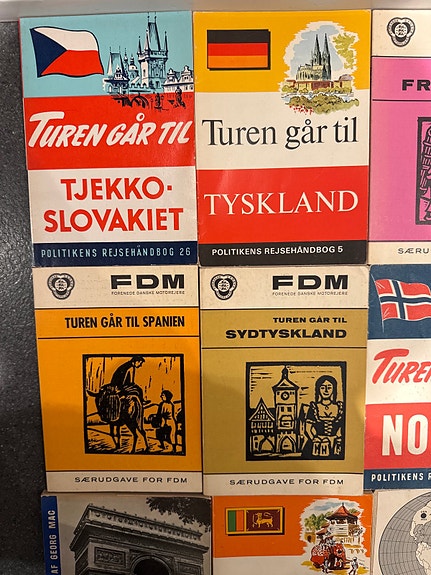 TUREN GÅR TIL
TJEKKO-
SLOVAKIET
POLITIKENS REJSEHÅNDBOG 26
Turen går til
TYSKLAND
POLITIKENS REJSEHÅNDBOG 5
FR
SÆRU
FDM
FORENEDE DANSKE MOTOREJERE
TUREN GÅR TIL SPANIEN
SÆRUDGAVE FOR FDM
FDM
FORENEDE DANSKE MOTOREJERE
TUREN GÅR TIL
SYDTYSKLAND
SÆRUDGAVE FOR FDM
TUREN
NO
POLITIKENS R
AF GEORG MAC